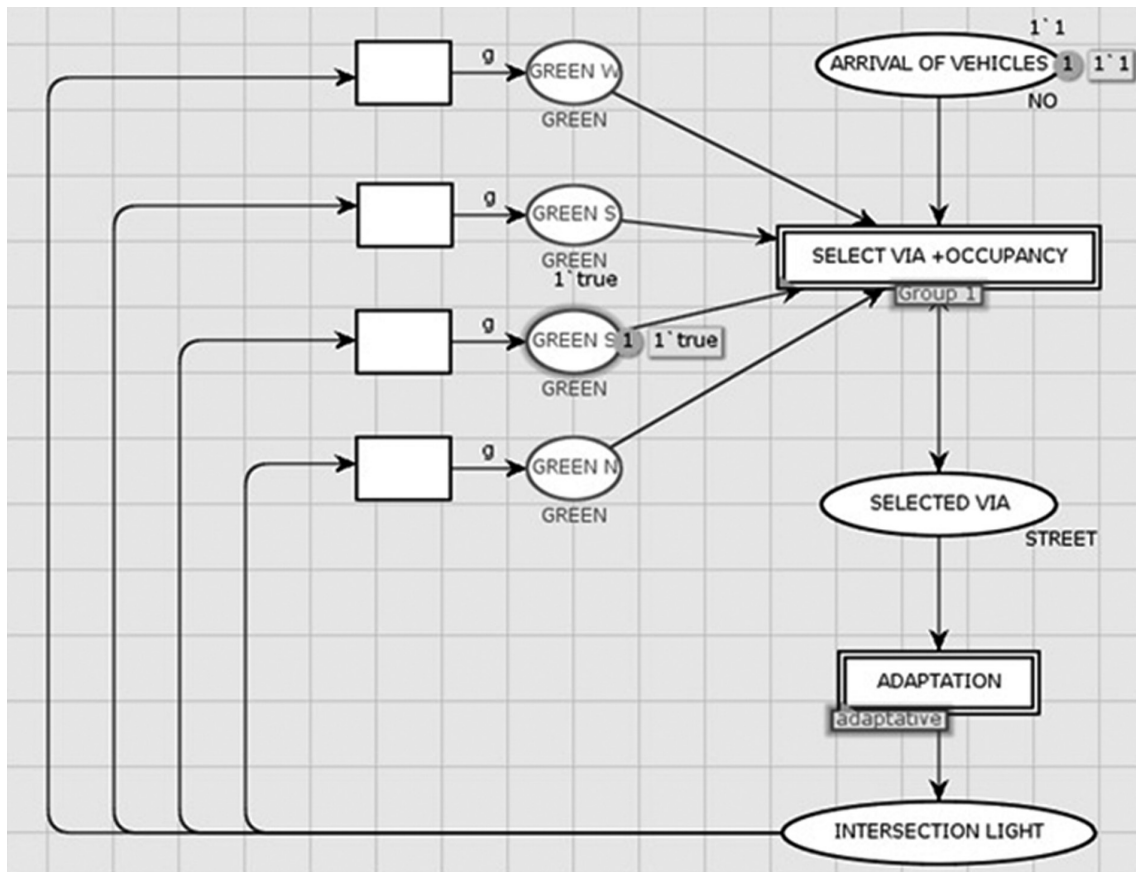 1`1
g
GREEN W
GREEN
ARRIVAL OF VEHICLES
1
1`1
NO
g
GREEN S
GREEN
1`true
SELECT VIA +OCCUPANCY
Group 1
g
GREEN S
1
1`true
GREEN
g
GREEN N
GREEN
SELECTED VIA
STREET
ADAPTATION
adaptative
INTERSECTION LIGHT